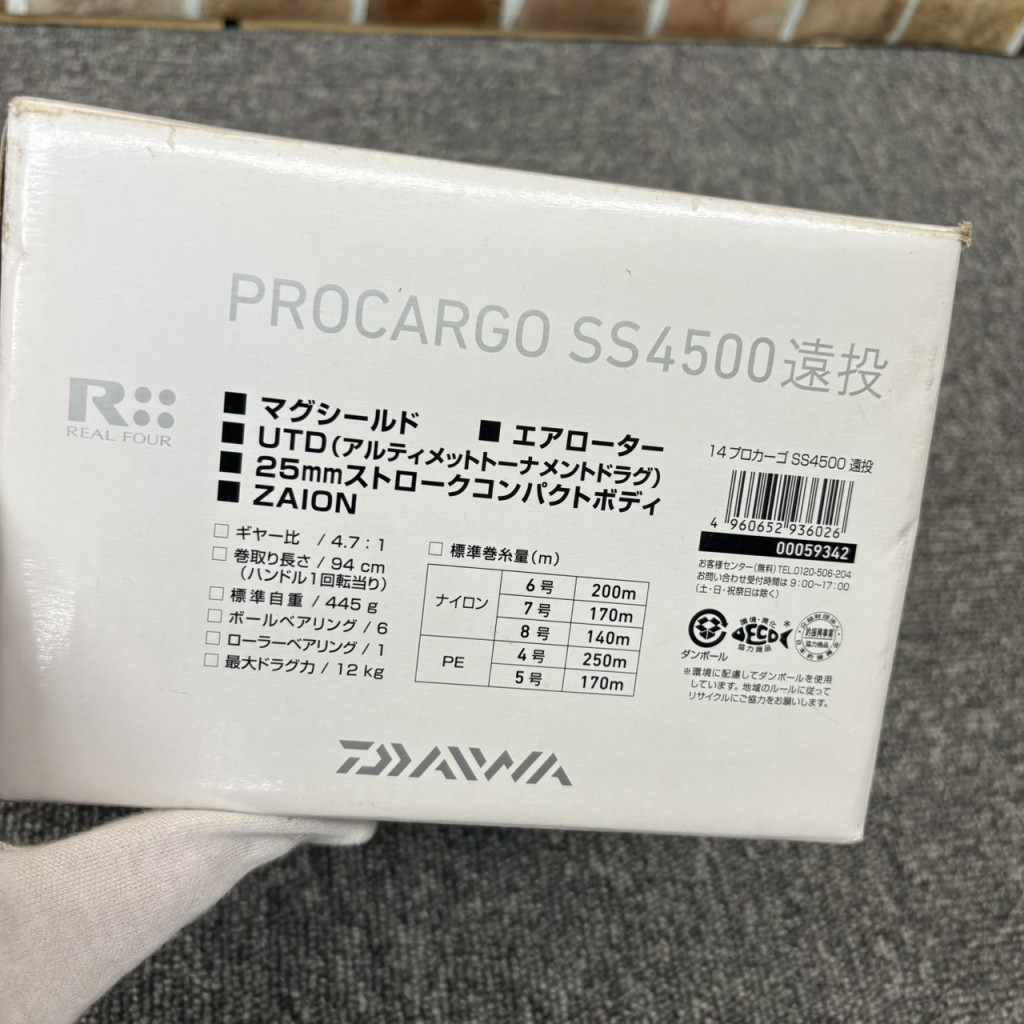 PROCARGO SS4500遠投
R
REAL FOUR
■ マグシールド ■ エアローター
■ UTD(アルティメットトーナメントドラグ)
■ 25mmストロークコンパクトボディ
■ ZAION
□ ギヤー比 / 4.7:1
□ 巻取り長さ / 94 cm
(ハンドル1回転当り)
□ 標準自重 / 445 g
□ ボールベアリング / 6
□ ローラーベアリング / 1
□ 最大ドラグ力 / 12 kg
□ 標準巻糸量(m)
ナイロン
6号 200m
7号 170m
8号 140m
PE
4号 250m
5号 170m
14プロカーゴ SS4500 遠投
4 960652 936026
00059342
お客様センター(無料)TEL.0120-506-204
お問い合わせ受付時間は 9:00~17:00
(土・日・祝祭日は除く)
ダンボール
環境・美化
ECO
協力商品
※環境に配慮してダンボールを使用
しています。地域のルールに従って
リサイクルにご協力をお願いします。
DAIWA